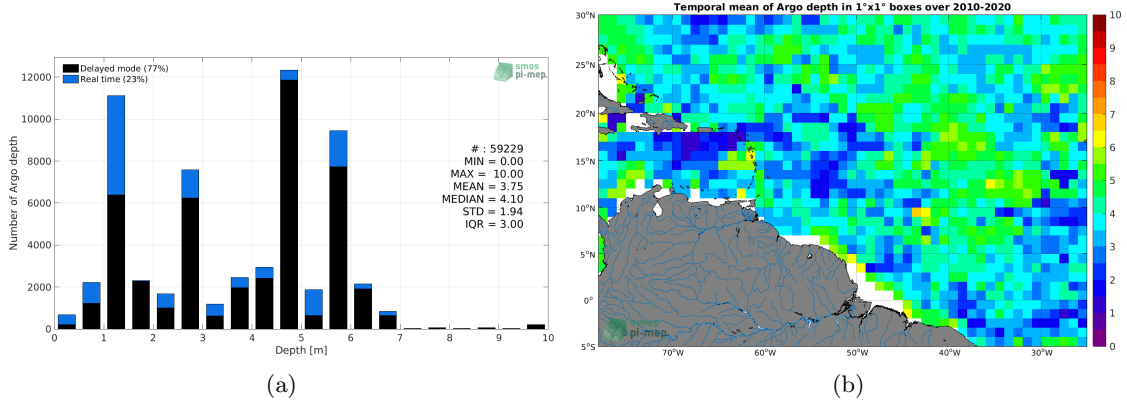 Delayed mode (77%)
Real time (23%)
smos
pi-mep
12000
10000
8000
6000
4000
2000
0
Number of Argo depth
# : 59229
MIN = 0.00
MAX = 10.00
MEAN = 3.75
MEDIAN = 4.10
STD = 1.94
IQR = 3.00
0 1 2 3 4 5 6 7 8 9 10
Depth [m]
(a)
Temporal mean of Argo depth in 1°x1° boxes over 2010-2020
30°N
25°N
20°N
15°N
10°N
5°N
0°
5°S
70°W 60°W 50°W 40°W 30°W
smos
pi-mep
10
9
8
7
6
5
4
3
2
1
0
(b)